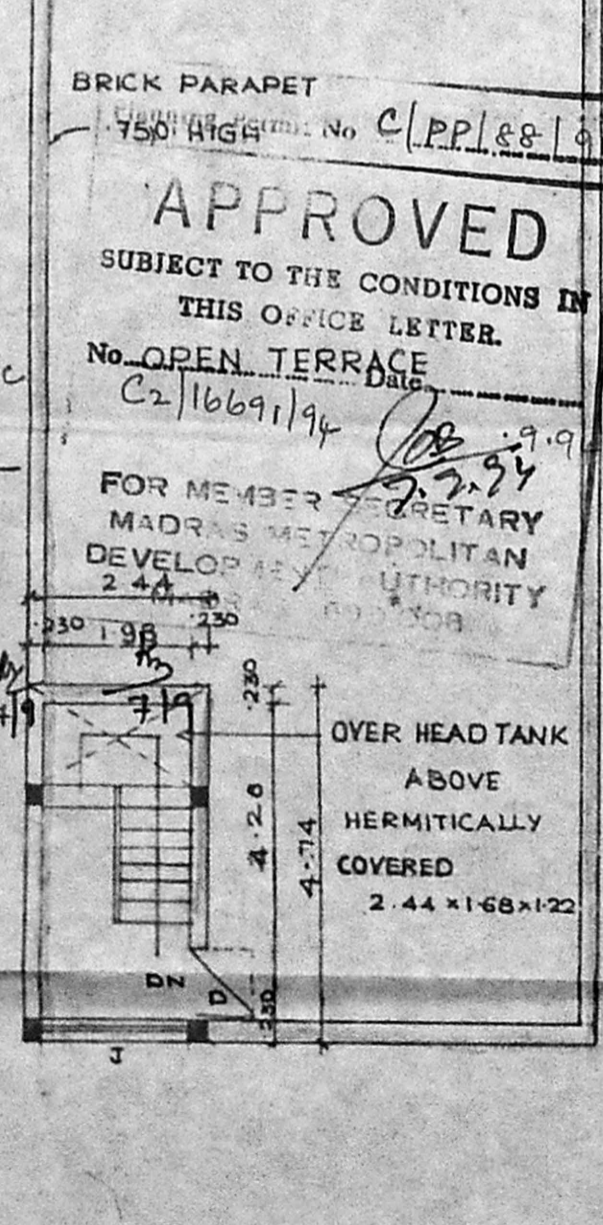 BRICK PARAPET
.750 HIGH
Planning Permit No C/PP/88/9
APPROVED
SUBJECT TO THE CONDITIONS IN
THIS OFFICE LETTER.
No. Date
OPEN TERRACE
C2/16691/94
FOR MEMBER SECRETARY
MADRAS METROPOLITAN
DEVELOPMENT AUTHORITY
2.44
.230 1.98 .230
7/9
.230
4.28
4.74
.230
OVER HEAD TANK
ABOVE
HERMITICALLY
COVERED
2.44 x 1.68 x 1.22
DN
D
J